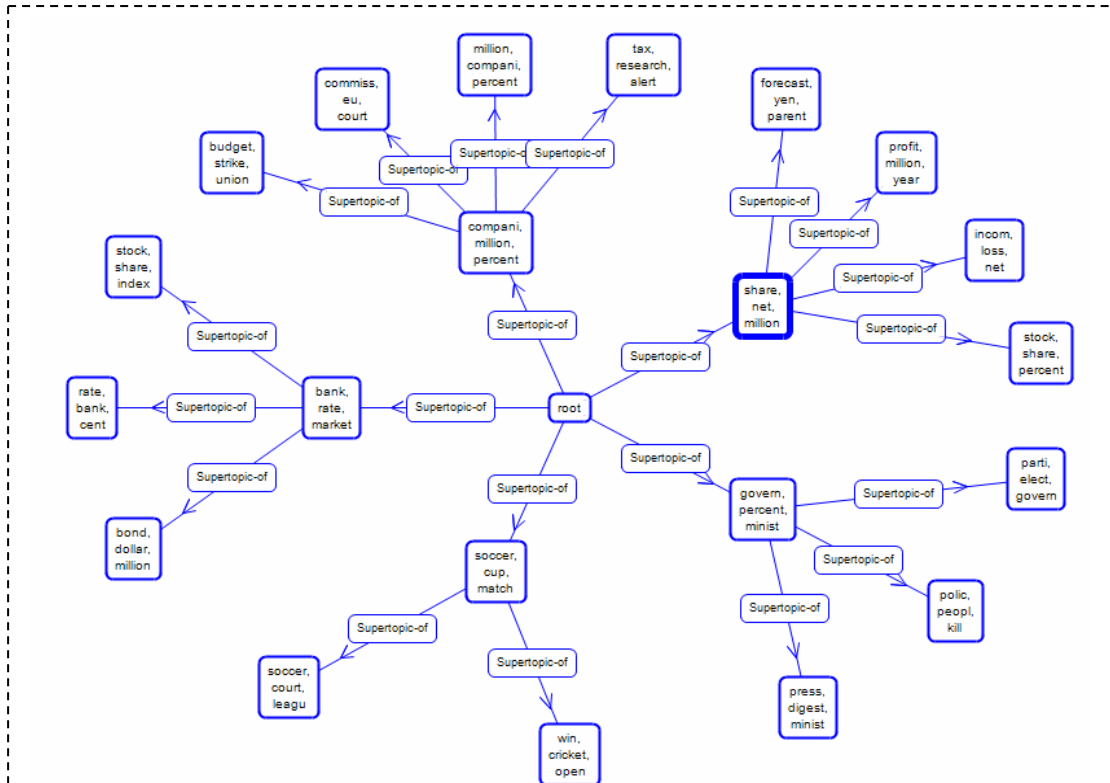 million,
compani,
percent
tax,
research,
alert
commiss,
eu,
court
forecast,
yen,
parent
budget,
strike,
union
profit,
million,
year
Supertopic-of
Supertopic-of
Supertopic-of
Supertopic-of
Supertopic-of
Supertopic-of
compani,
million,
percent
incom,
loss,
net
stock,
share,
index
Supertopic-of
share,
net,
million
Supertopic-of
Supertopic-of
Supertopic-of
Supertopic-of
stock,
share,
percent
rate,
bank,
cent
Supertopic-of
bank,
rate,
market
Supertopic-of
root
Supertopic-of
Supertopic-of
Supertopic-of
bond,
dollar,
million
govern,
percent,
minist
Supertopic-of
parti,
elect,
govern
soccer,
cup,
match
Supertopic-of
polic,
peopl,
kill
Supertopic-of
Supertopic-of
Supertopic-of
soccer,
court,
leagu
press,
digest,
minist
win,
cricket,
open